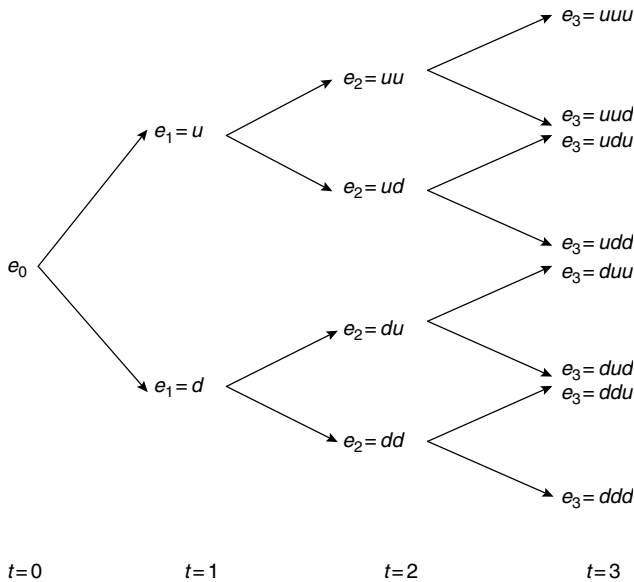 e₃ = uuu
e₂ = uu
e₃ = uud
e₁ = u
e₃ = udu
e₂ = ud
e₃ = udd
e₀
e₃ = duu
e₂ = du
e₃ = dud
e₁ = d
e₃ = ddu
e₂ = dd
e₃ = ddd
t = 0 t = 1 t = 2 t = 3